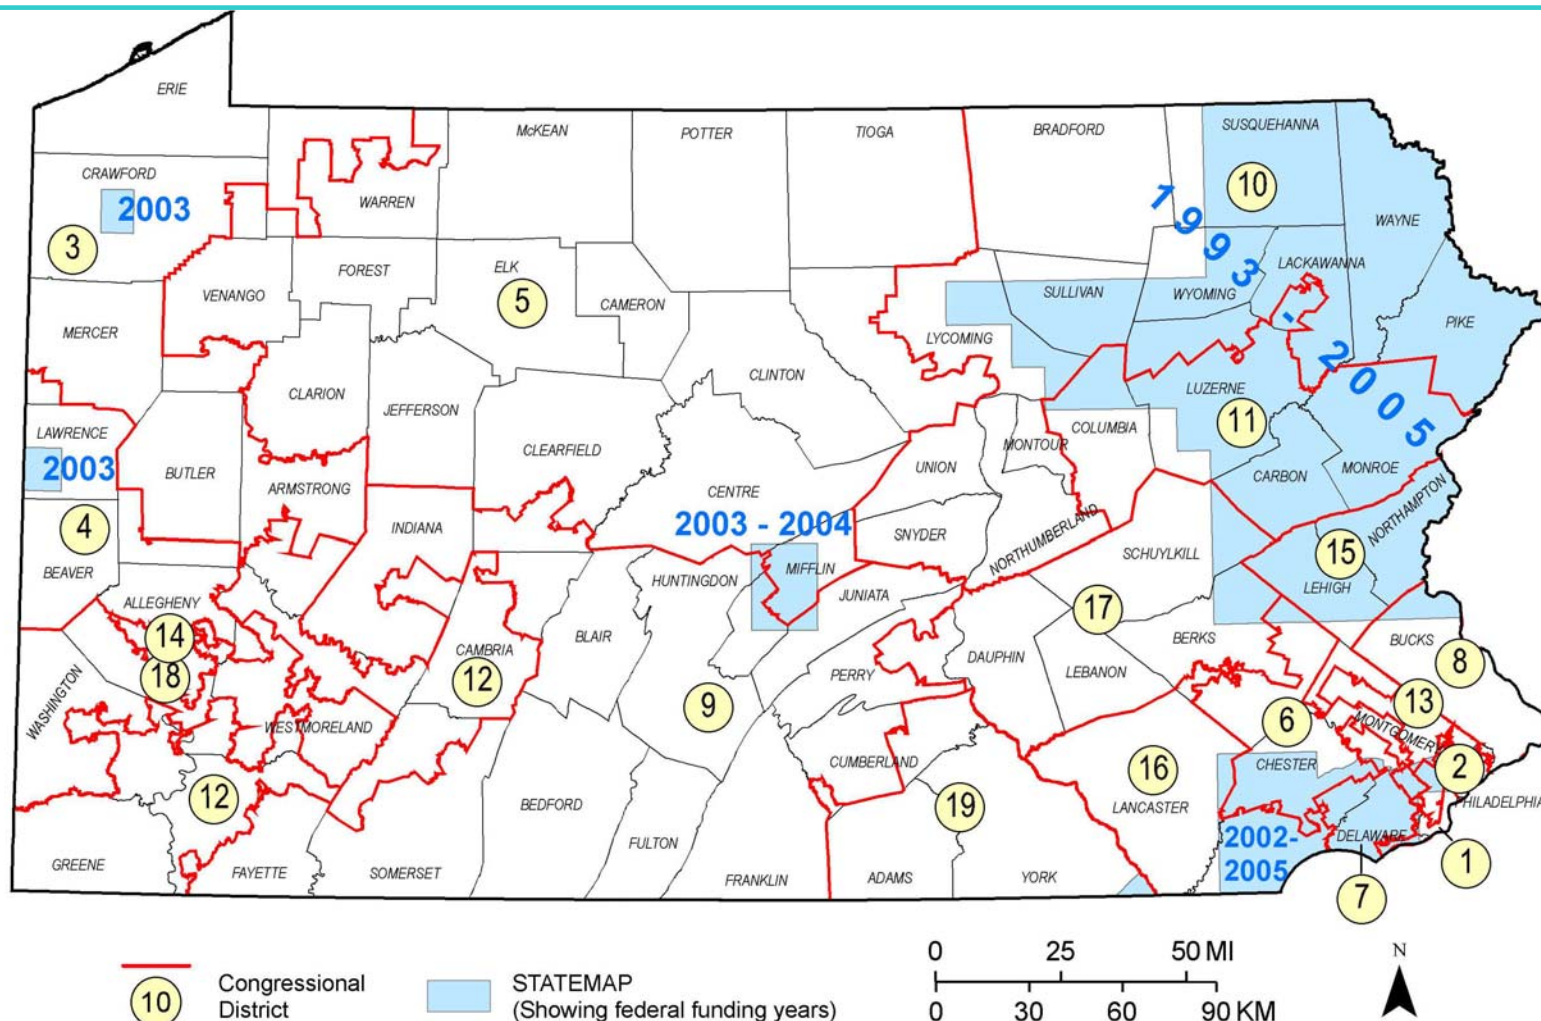 ERIE
McKEAN
POTTER
TIOGA
BRADFORD
SUSQUEHANNA
CRAWFORD
WARREN
2003
10
1993 - 2005
WAYNE
3
FOREST
ELK
LACKAWANNA
VENANGO
5
CAMERON
SULLIVAN
WYOMING
MERCER
LYCOMING
PIKE
CLINTON
CLARION
JEFFERSON
LUZERNE
LAWRENCE
11
COLUMBIA
MONTOUR
2003
BUTLER
CLEARFIELD
UNION
CARBON
MONROE
ARMSTRONG
CENTRE
NORTHAMPTON
4
INDIANA
2003 - 2004
SNYDER
NORTHUMBERLAND
SCHUYLKILL
15
BEAVER
HUNTINGDON
MIFFLIN
JUNIATA
LEHIGH
ALLEGHENY
17
14
BLAIR
BERKS
BUCKS
CAMBRIA
DAUPHIN
8
18
12
PERRY
LEBANON
WASHINGTON
9
13
WESTMORELAND
6
MONTGOMERY
CUMBERLAND
16
CHESTER
2
12
BEDFORD
19
LANCASTER
PHILADELPHIA
FULTON
2002-
2005
DELAWARE
GREENE
FAYETTE
SOMERSET
FRANKLIN
ADAMS
YORK
1
7
10
Congressional
District
STATEMAP
(Showing federal funding years)
0 25 50 MI
0 30 60 90 KM
N